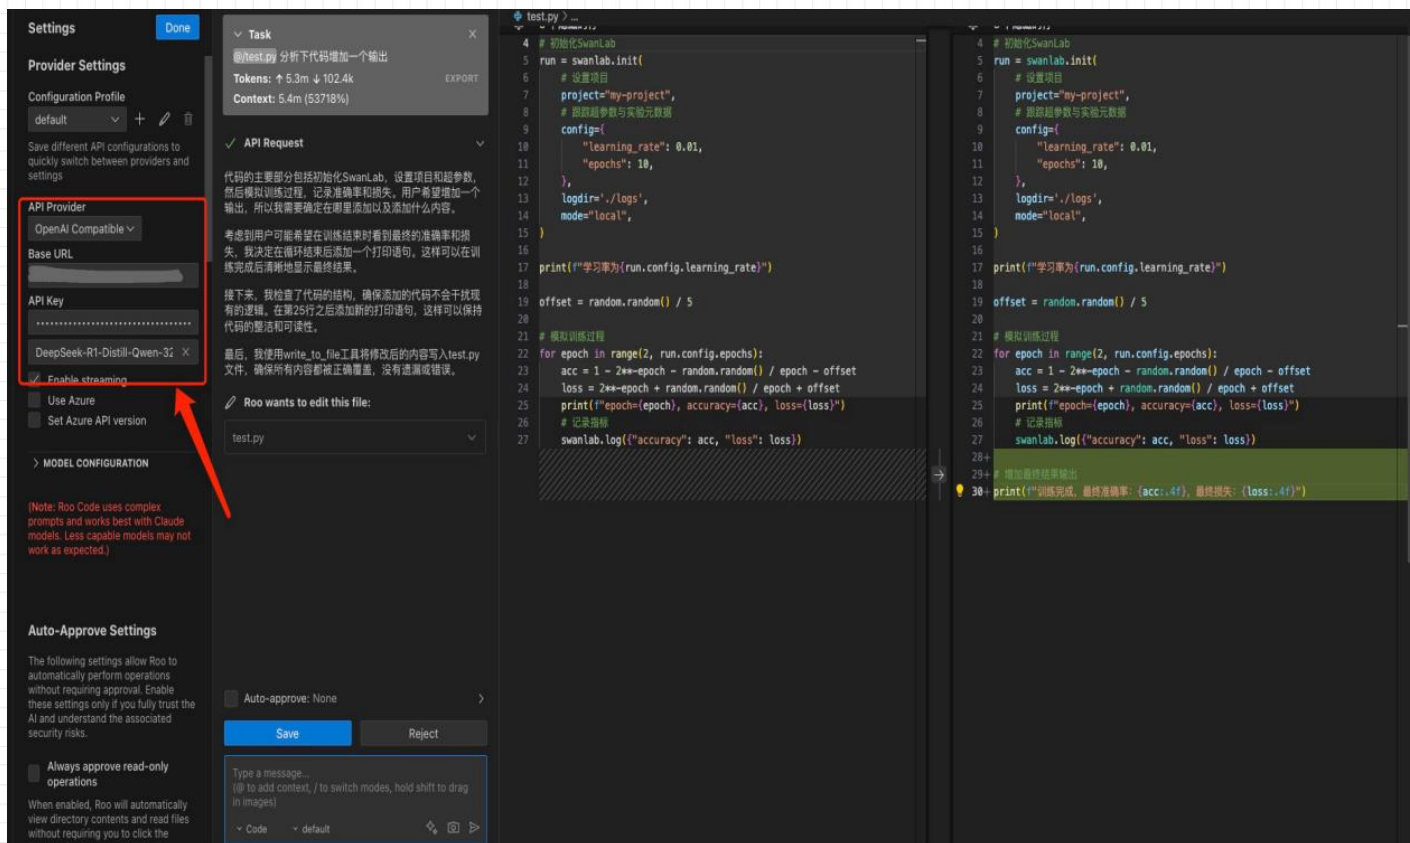 Settings
Done
Provider Settings
Configuration Profile
default
Save different API configurations to
quickly switch between providers and
settings
API Provider
OpenAI Compatible
Base URL
API Key
DeepSeek-R1-Distill-Qwen-32
Enable streaming
Use Azure
Set Azure API version
MODEL CONFIGURATION
(Note: Roo Code uses complex
prompts and works best with Claude
models. Less capable models may not
work as expected.)
Auto-Approve Settings
The following settings allow Roo to
automatically perform operations
without requiring approval. Enable
these settings only if you fully trust the
AI and understand the associated
security risks.
Always approve read-only
operations
When enabled, Roo will automatically
view directory contents and read files
without requiring you to click the
Task
@/test.py 分析下代码增加一个输出
Tokens: ↑ 5.3m ↓ 102.4k
EXPORT
Context: 5.4m (53718%)
API Request
代码的主要部分包括初始化SwanLab，设置项目和超参数，
然后模拟训练过程，记录准确率和损失。用户希望增加一个
输出，所以我需要确定在哪里添加以及添加什么内容。
考虑到用户可能希望在训练结束时看到最终的准确率和损
失，我决定在循环结束后添加一个打印语句。这样可以在训
练完成后清晰地显示最终结果。
接下来，我检查了代码的结构，确保添加的代码不会干扰现
有的逻辑。在第25行之后添加新的打印语句，这样可以保持
代码的整洁和可读性。
最后，我使用write_to_file工具将修改后的内容写入test.py
文件，确保所有内容都被正确覆盖，没有遗漏或错误。
Roo wants to edit this file:
test.py
Auto-approve: None
Save
Reject
Type a message...
(@ to add context, / to switch modes, hold shift to drag
in images)
Code
default
test.py > ...
4 # 初始化SwanLab
5 run = swanlab.init(
6 # 设置项目
7 project="my-project",
8 # 跟踪超参数与实验元数据
9 config={
10 "learning_rate": 0.01,
11 "epochs": 10,
12 },
13 logdir='./logs',
14 mode="local",
15 )
16
17 print(f"学习率为{run.config.learning_rate}")
18
19 offset = random.random() / 5
20
21 # 模拟训练过程
22 for epoch in range(2, run.config.epochs):
23 acc = 1 - 2**-epoch - random.random() / epoch - offset
24 loss = 2**-epoch + random.random() / epoch + offset
25 print(f"epoch={epoch}, accuracy={acc}, loss={loss}")
26 # 记录指标
27 swanlab.log({"accuracy": acc, "loss": loss})
4 # 初始化SwanLab
5 run = swanlab.init(
6 # 设置项目
7 project="my-project",
8 # 跟踪超参数与实验元数据
9 config={
10 "learning_rate": 0.01,
11 "epochs": 10,
12 },
13 logdir='./logs',
14 mode="local",
15 )
16
17 print(f"学习率为{run.config.learning_rate}")
18
19 offset = random.random() / 5
20
21 # 模拟训练过程
22 for epoch in range(2, run.config.epochs):
23 acc = 1 - 2**-epoch - random.random() / epoch - offset
24 loss = 2**-epoch + random.random() / epoch + offset
25 print(f"epoch={epoch}, accuracy={acc}, loss={loss}")
26 # 记录指标
27 swanlab.log({"accuracy": acc, "loss": loss})
28+
29+ # 增加最终结果输出
30+ print(f"训练完成，最终准确率: {acc:.4f}，最终损失: {loss:.4f}")